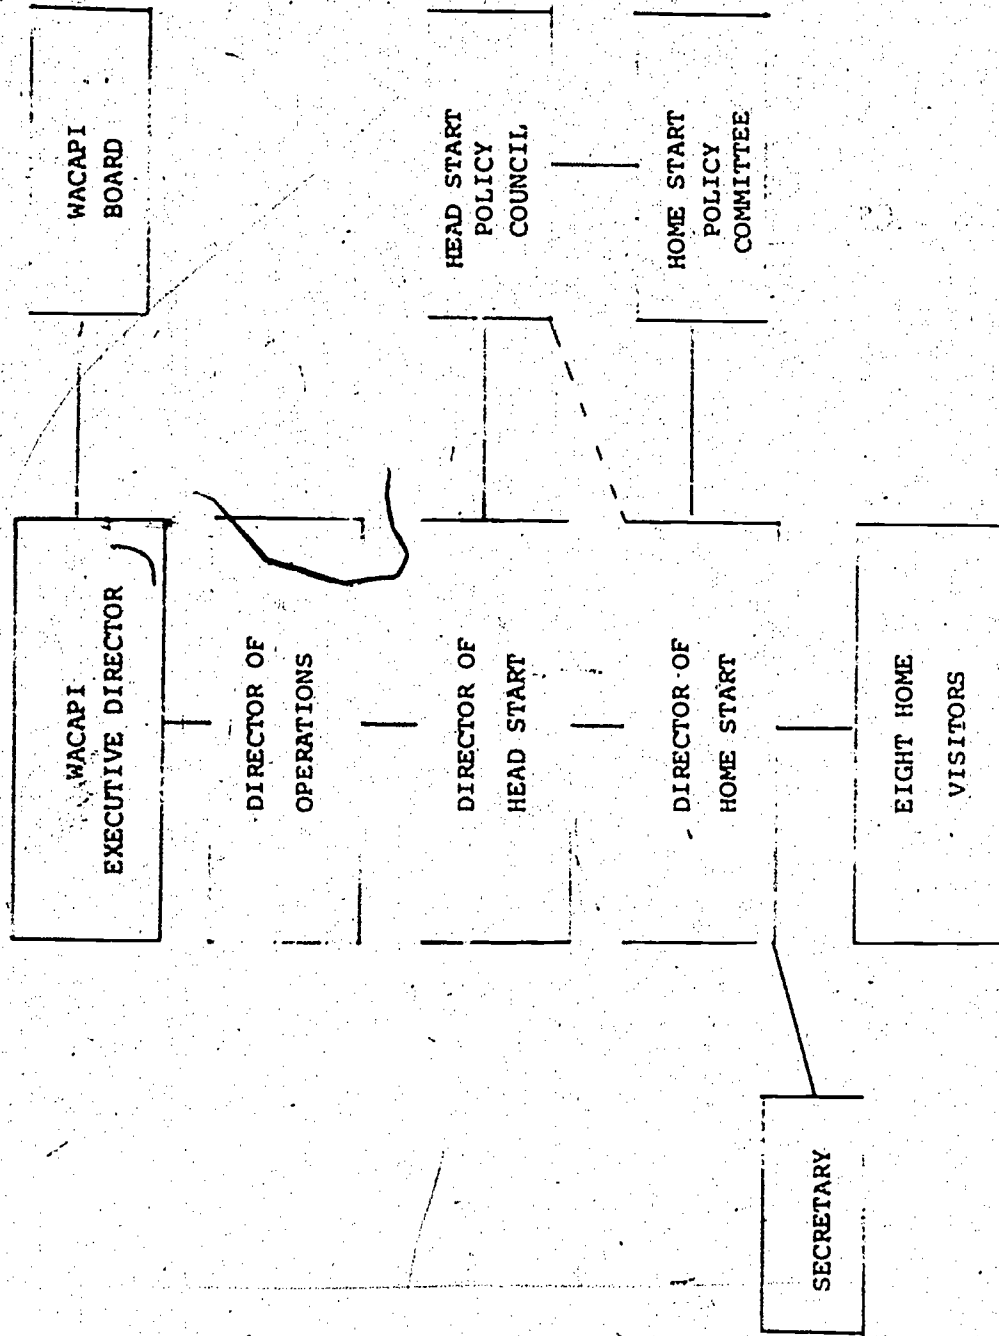 WACAPI
EXECUTIVE DIRECTOR
WACAPI
BOARD
DIRECTOR OF
OPERATIONS
DIRECTOR OF
HEAD START
HEAD START
POLICY
COUNCIL
DIRECTOR OF
HOME START
HOME START
POLICY
COMMITTEE
SECRETARY
EIGHT HOME
VISITORS